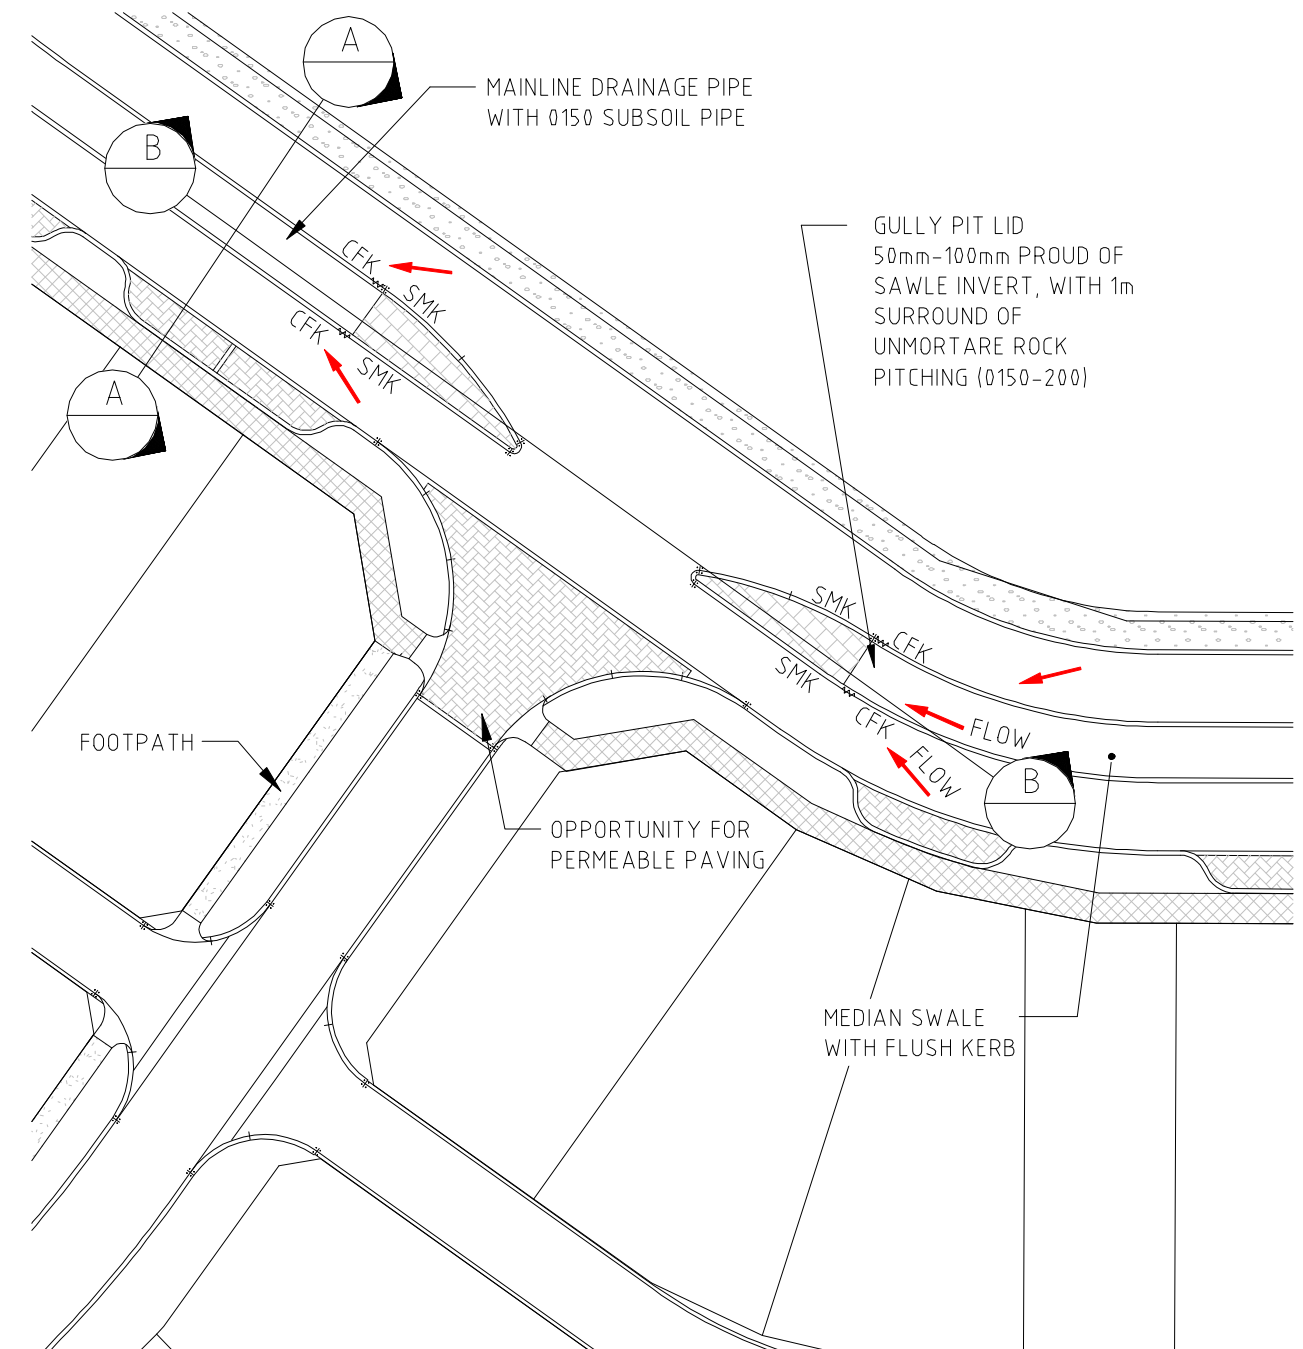 A
MAINLINE DRAINAGE PIPE
WITH 0150 SUBSOIL PIPE
B
GULLY PIT LID
50mm-100mm PROUD OF
SAWLE INVERT, WITH 1m
SURROUND OF
UNMORTARE ROCK
PITCHING (0150-200)
CFK
SMK
CFK
SMK
A
SMK
CFK
SMK
CFK
FLOW
FLOW
FOOTPATH
B
OPPORTUNITY FOR
PERMEABLE PAVING
MEDIAN SWALE
WITH FLUSH KERB